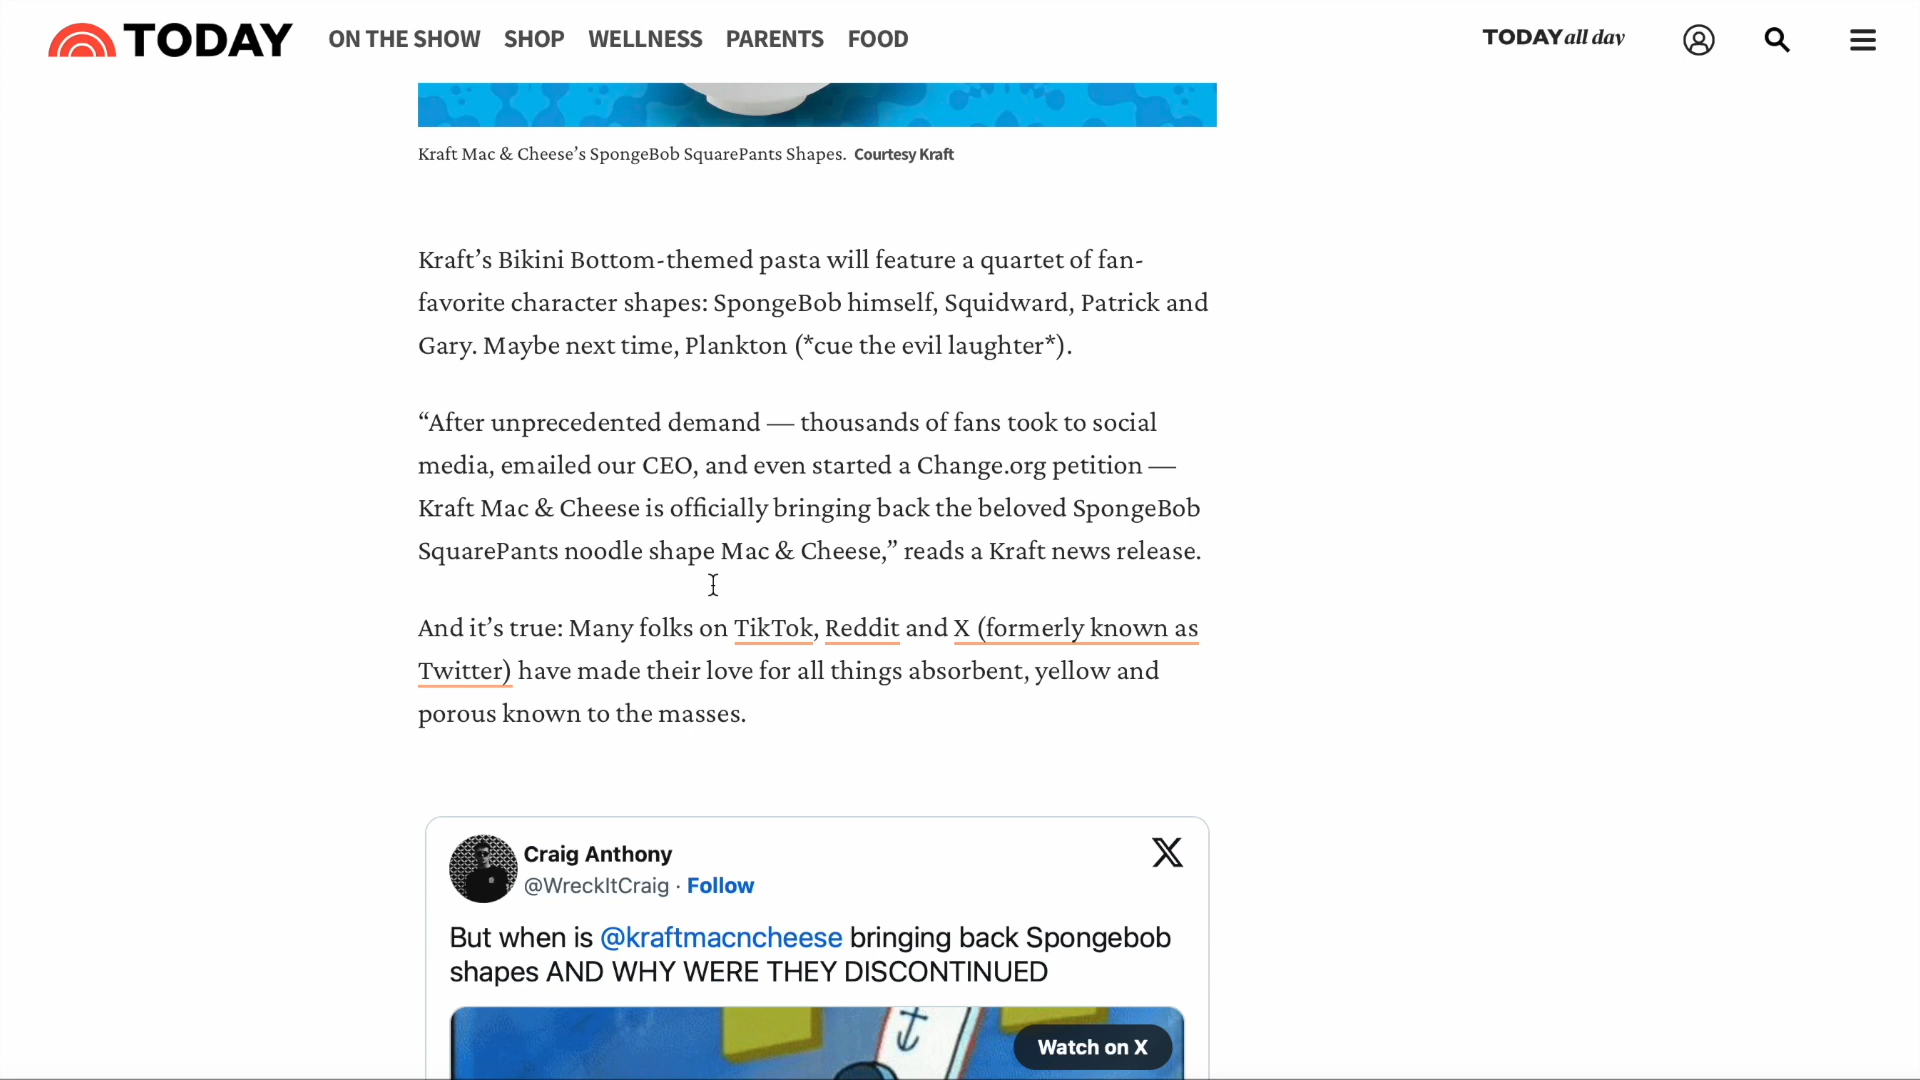 TODAY ON THE SHOW SHOP WELLNESS PARENTS FOOD TODAY all day
Kraft Mac & Cheese’s SpongeBob SquarePants Shapes. Courtesy Kraft
Kraft’s Bikini Bottom-themed pasta will feature a quartet of fan-
favorite character shapes: SpongeBob himself, Squidward, Patrick and
Gary. Maybe next time, Plankton (*cue the evil laughter*).
“After unprecedented demand — thousands of fans took to social
media, emailed our CEO, and even started a Change.org petition —
Kraft Mac & Cheese is officially bringing back the beloved SpongeBob
SquarePants noodle shape Mac & Cheese,” reads a Kraft news release.
And it’s true: Many folks on TikTok, Reddit and X (formerly known as
Twitter) have made their love for all things absorbent, yellow and
porous known to the masses.
Craig Anthony
@WreckItCraig · Follow
But when is @kraftmacncheese bringing back Spongebob
shapes AND WHY WERE THEY DISCONTINUED
Watch on X